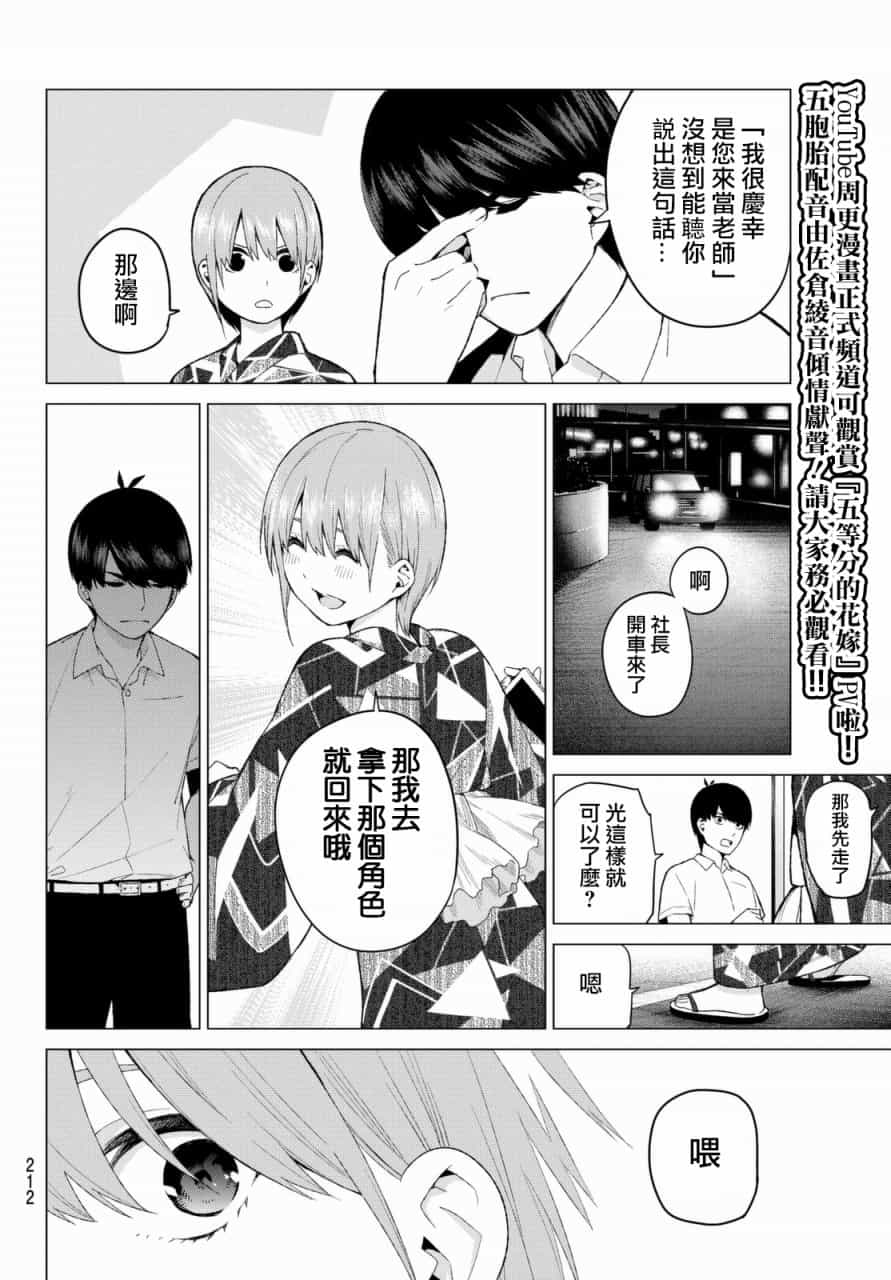 YouTube周更漫畫正式頻道可觀賞『五等分的花嫁』PV啦！
五胞胎配音由佐倉綾音傾情獻聲！請大家務必觀看!!
「我很慶幸
是您來當老師」
沒想到能聽你
說出這句話…
那邊啊
啊
社長
開車來了
那我先走了
光這樣就
可以了麼?
嗯
那我去
拿下那個角色
就回來哦
喂
212